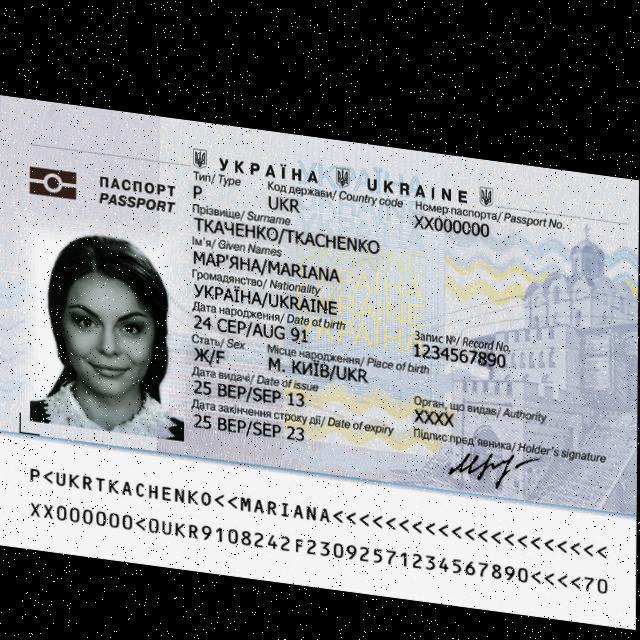 УКРАЇНА UKRAINE
ПАСПОРТ
PASSPORT
Тип/ Type
P
Код держави/ Country code
UKR
Номер паспорта/ Passport No.
XX000000
Прізвище/ Surname
ТКАЧЕНКО/TKACHENKO
Ім'я/ Given Names
МАР'ЯНА/MARIANA
Громадянство/ Nationality
УКРАЇНА/UKRAINE
Дата народження/ Date of birth
24 СЕР/AUG 91
Запис №/ Record No.
1234567890
Стать/ Sex
Ж/F
Місце народження/ Place of birth
М. КИЇВ/UKR
Дата видачі/ Date of issue
25 ВЕР/SEP 13
Орган, що видав/ Authority
XXXX
Дата закінчення строку дії/ Date of expiry
25 ВЕР/SEP 23
Підпис пред'явника/ Holder's signature
P<UKRTKACHENKO<<MARIANA<<<<<<<<<<<<<<<<<<<<<
XX000000<0UKR9108242F23092571234567890<<<<70